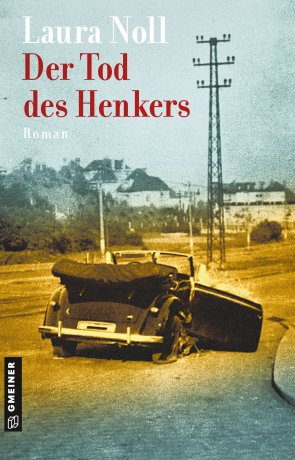 Laura Noll
Der Tod
des Henkers
Roman
GMEINER